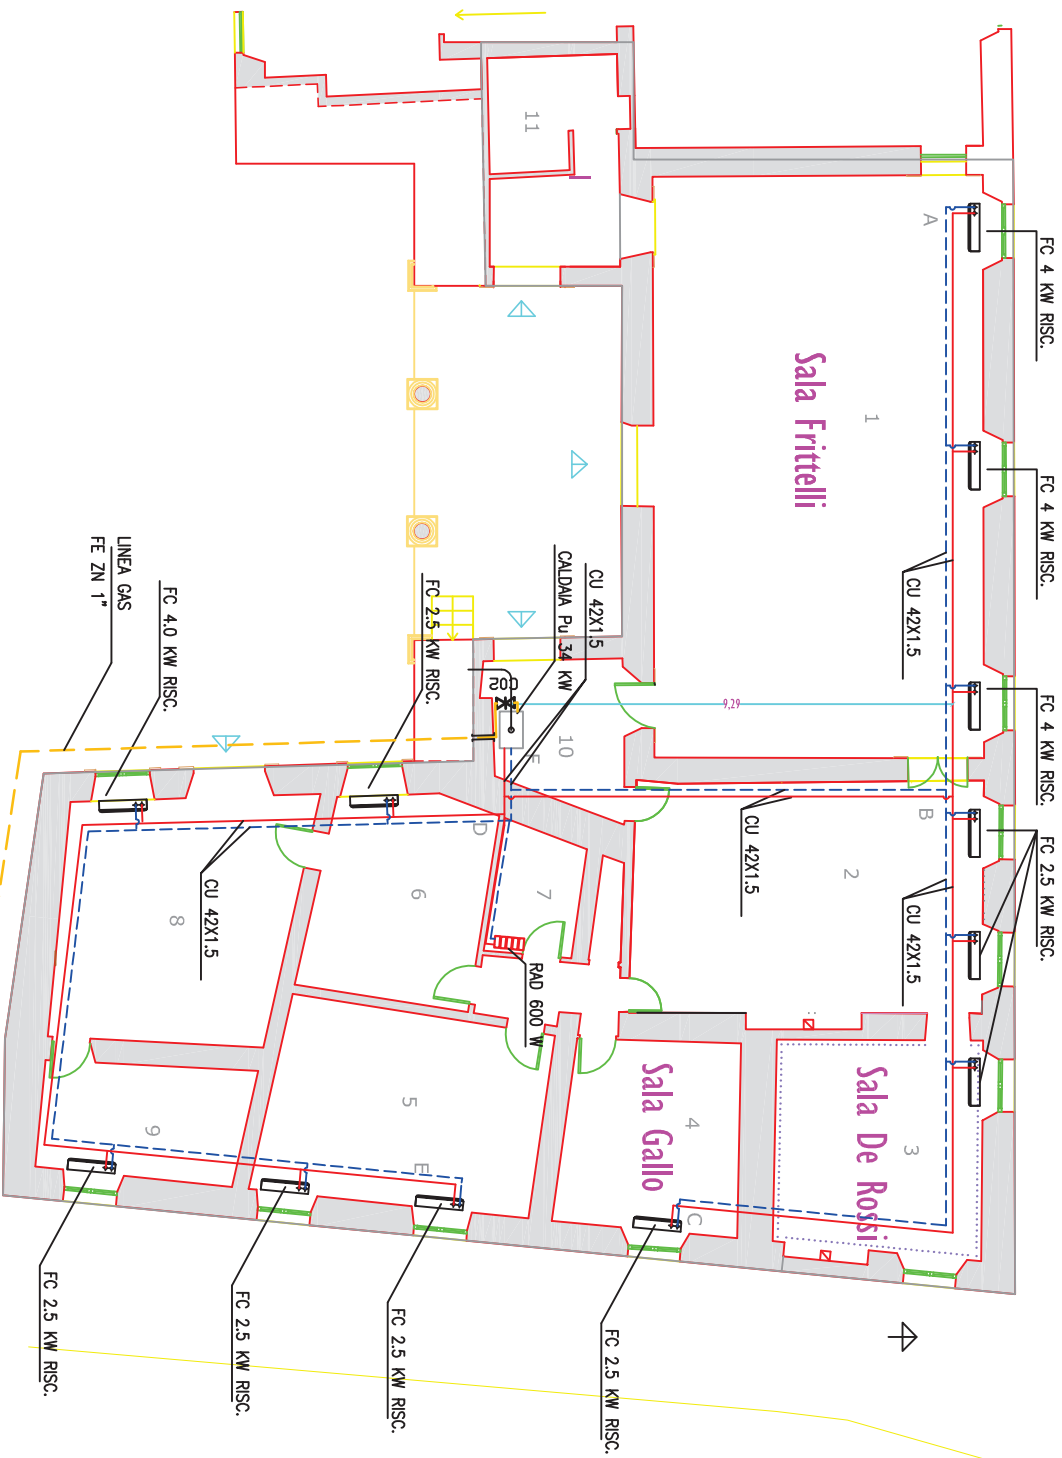 FC 4 KW RISC.
FC 4 KW RISC.
FC 4 KW RISC.
FC 2.5 KW RISC.
A
1
Sala Frittelli
CU 42X1.5
CU 42X1.5
CU 42X1.5
B
2
3
Sala De Rossi
4
Sala Gallo
C
9,29
11
CU 42X1.5
CALDAIA Pu 34 KW
CO2
10
F
D
7
RAD 600 W
6
5
E
8
9
CU 42X1.5
FC 2.5 KW RISC.
FC 4.0 KW RISC.
LINEA GAS
FE ZN 1"
FC 2.5 KW RISC.
FC 2.5 KW RISC.
FC 2.5 KW RISC.
FC 2.5 KW RISC.